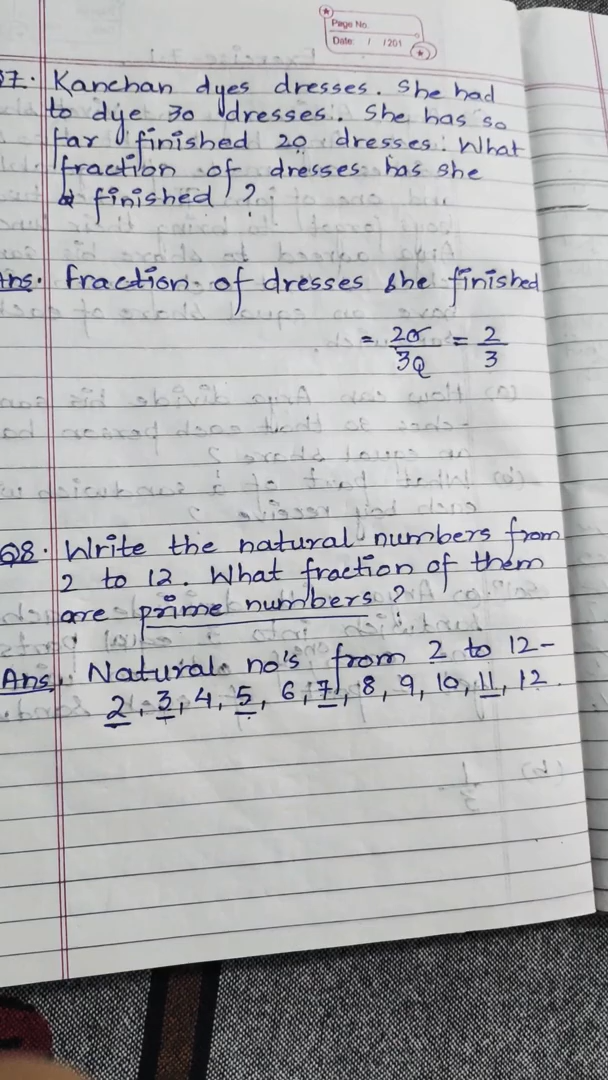 Page No.
Date: / /201
37. Kanchan dyes dresses. She had
to dye 30 dresses. She has so
far finished 20 dresses. What
fraction of dresses has she
finished?
Ans. fraction of dresses she finished
= 20/30 = 2/3
Q8. Write the natural numbers from
2 to 12. What fraction of them
are prime numbers?
Ans. Natural no's from 2 to 12-
2, 3, 4, 5, 6, 7, 8, 9, 10, 11, 12